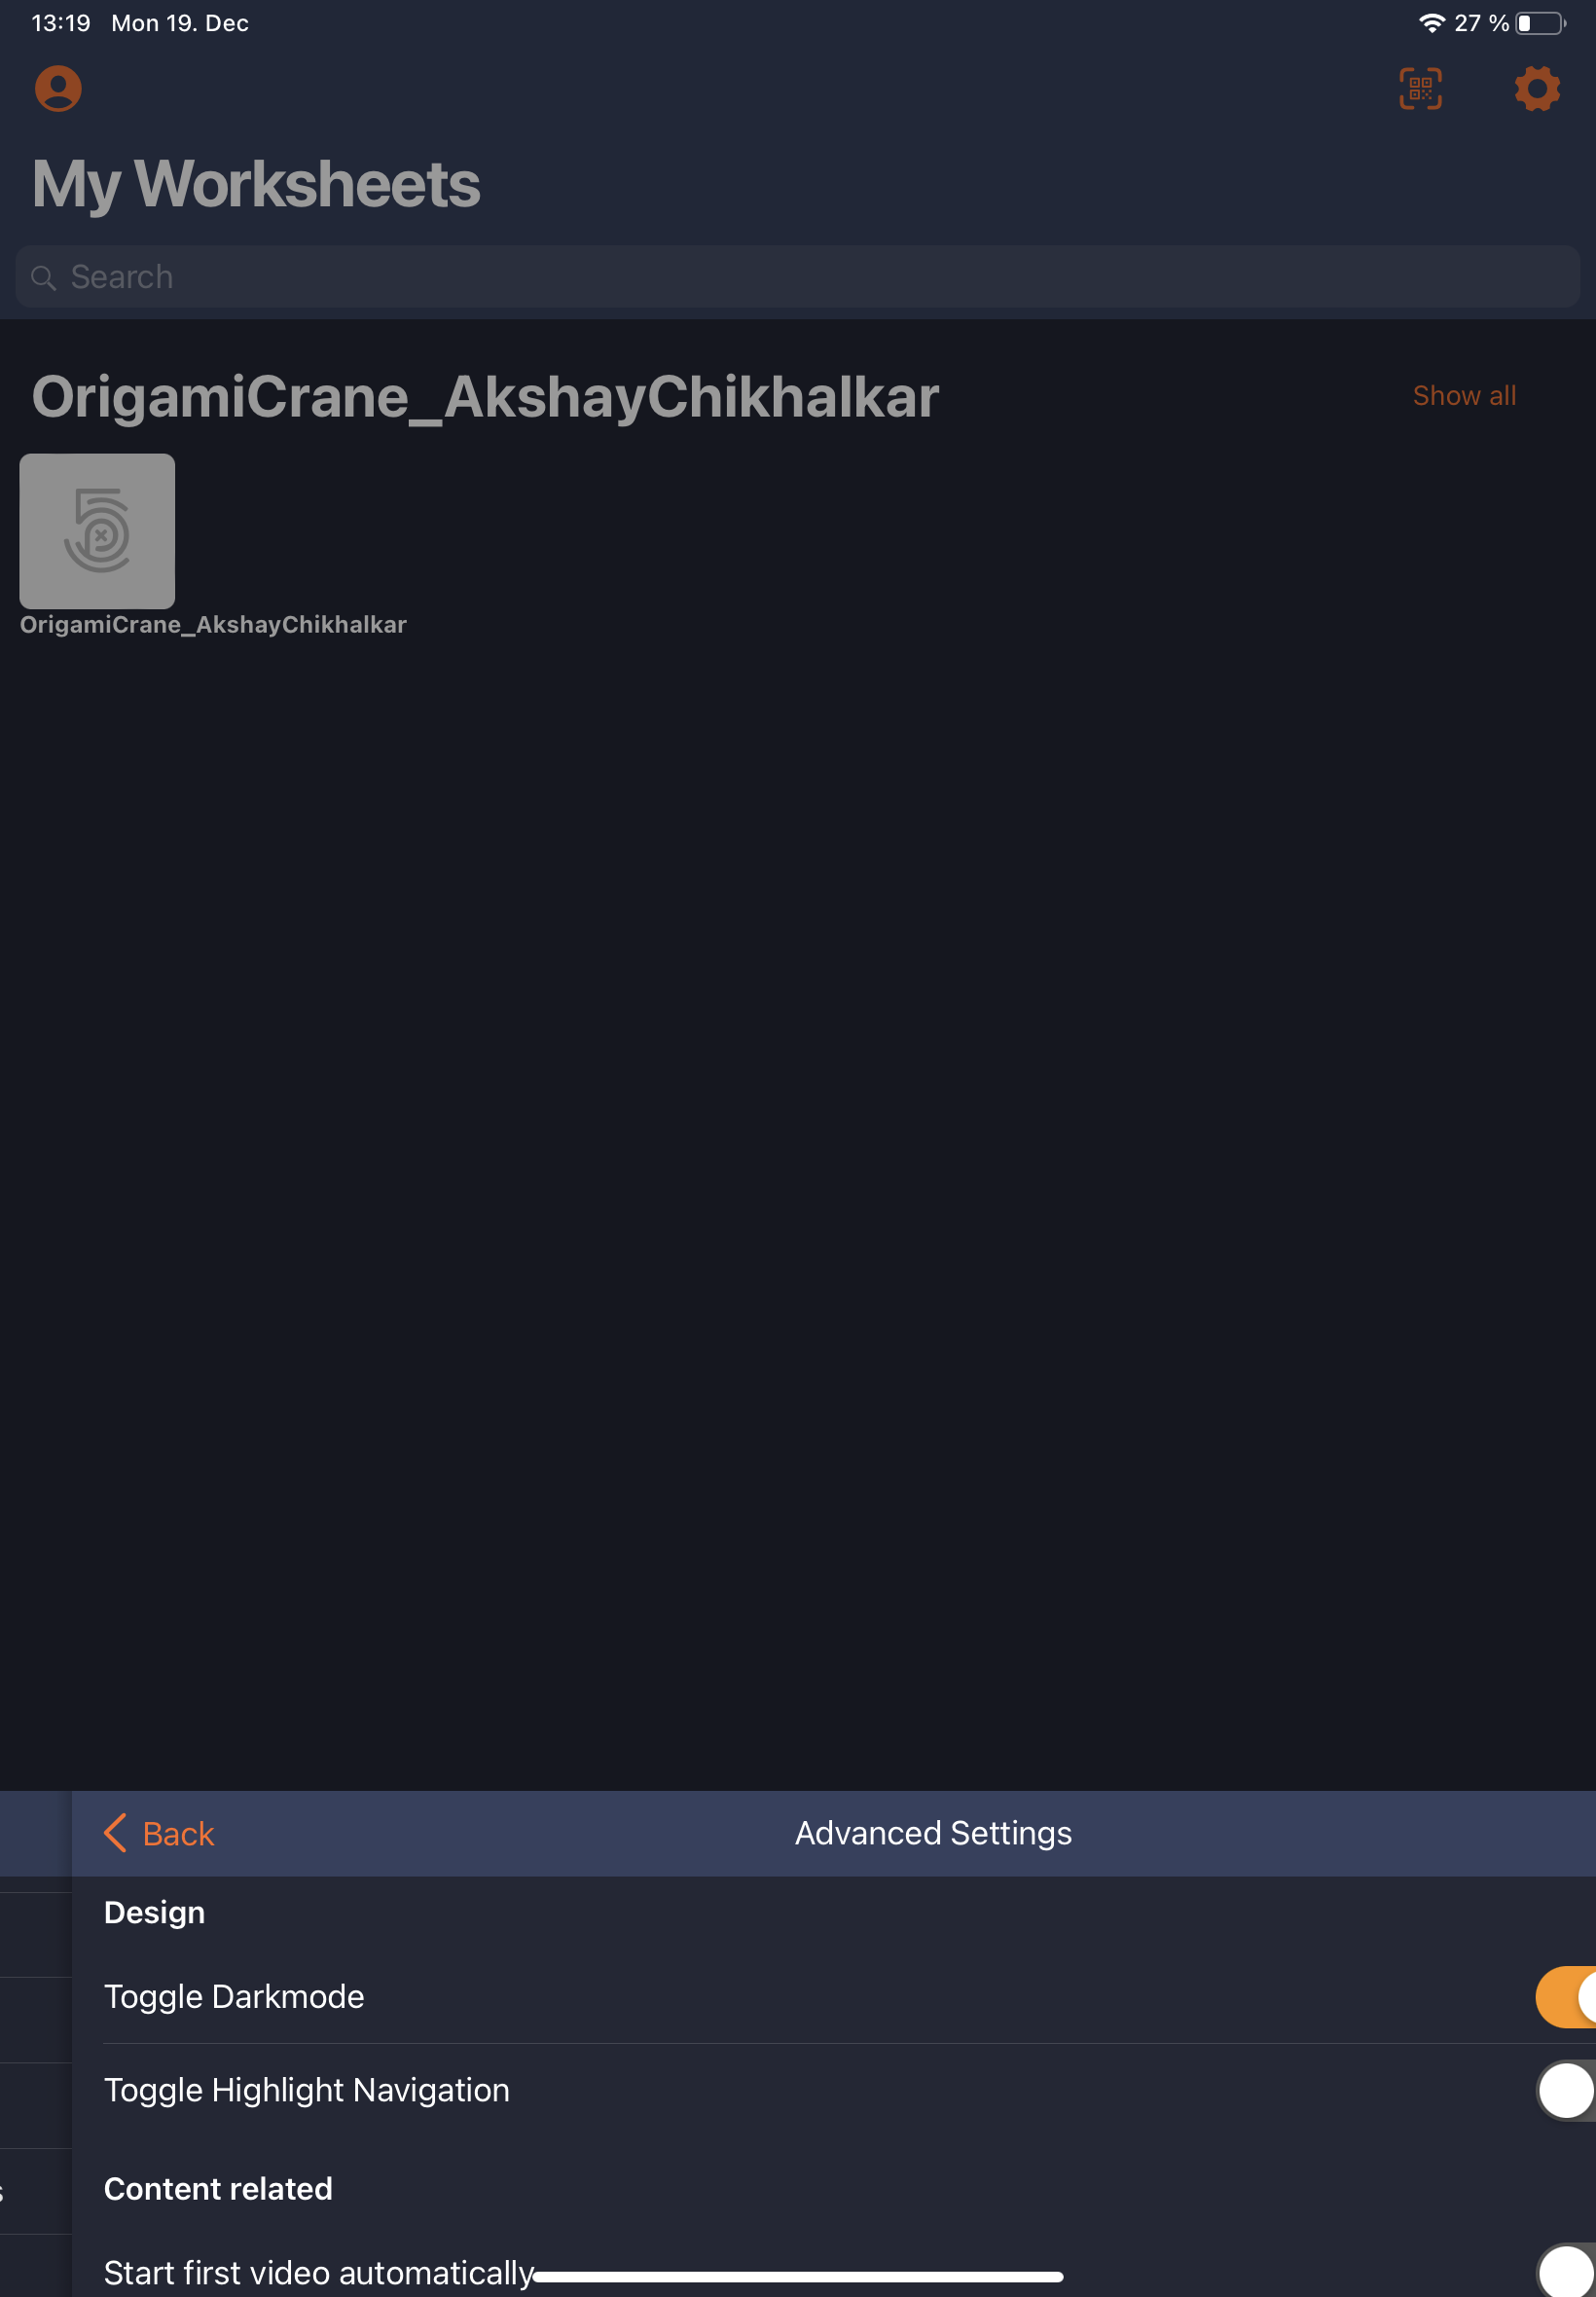 13:19 Mon 19. Dec
27 %
My Worksheets
Search
OrigamiCrane_AkshayChikhalkar
Show all
OrigamiCrane_AkshayChikhalkar
Back
Advanced Settings
Design
Toggle Darkmode
Toggle Highlight Navigation
s
Content related
Start first video automatically